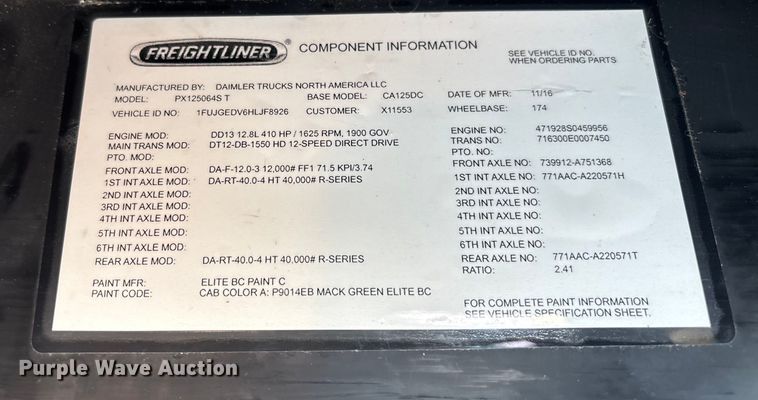 FREIGHTLINER ® COMPONENT INFORMATION
SEE VEHICLE ID NO.
WHEN ORDERING PARTS
MANUFACTURED BY: DAIMLER TRUCKS NORTH AMERICA LLC
MODEL: PX125064S T BASE MODEL: CA125DC DATE OF MFR: 11/16
VEHICLE ID NO: 1FUJGEDV6HLJF8926 CUSTOMER: X11553 WHEELBASE: 174
ENGINE MOD: DD13 12.8L 410 HP / 1625 RPM, 1900 GOV ENGINE NO: 471928S0459956
MAIN TRANS MOD: DT12-DB-1550 HD 12-SPEED DIRECT DRIVE TRANS NO: 716300E0007450
PTO. MOD: PTO. NO:
FRONT AXLE MOD: DA-F-12.0-3 12,000# FF1 71.5 KPI/3.74 FRONT AXLE NO: 739912-A751368
1ST INT AXLE MOD: DA-RT-40.0-4 HT 40,000# R-SERIES 1ST INT AXLE NO: 771AAC-A220571H
2ND INT AXLE MOD: 2ND INT AXLE NO:
3RD INT AXLE MOD: 3RD INT AXLE NO:
4TH INT AXLE MOD: 4TH INT AXLE NO:
5TH INT AXLE MOD: 5TH INT AXLE NO:
6TH INT AXLE MOD: 6TH INT AXLE NO:
REAR AXLE MOD: DA-RT-40.0-4 HT 40,000# R-SERIES REAR AXLE NO: 771AAC-A220571T
RATIO: 2.41
PAINT MFR: ELITE BC PAINT C
PAINT CODE: CAB COLOR A: P9014EB MACK GREEN ELITE BC
FOR COMPLETE PAINT INFORMATION
SEE VEHICLE SPECIFICATION SHEET.
Purple Wave Auction